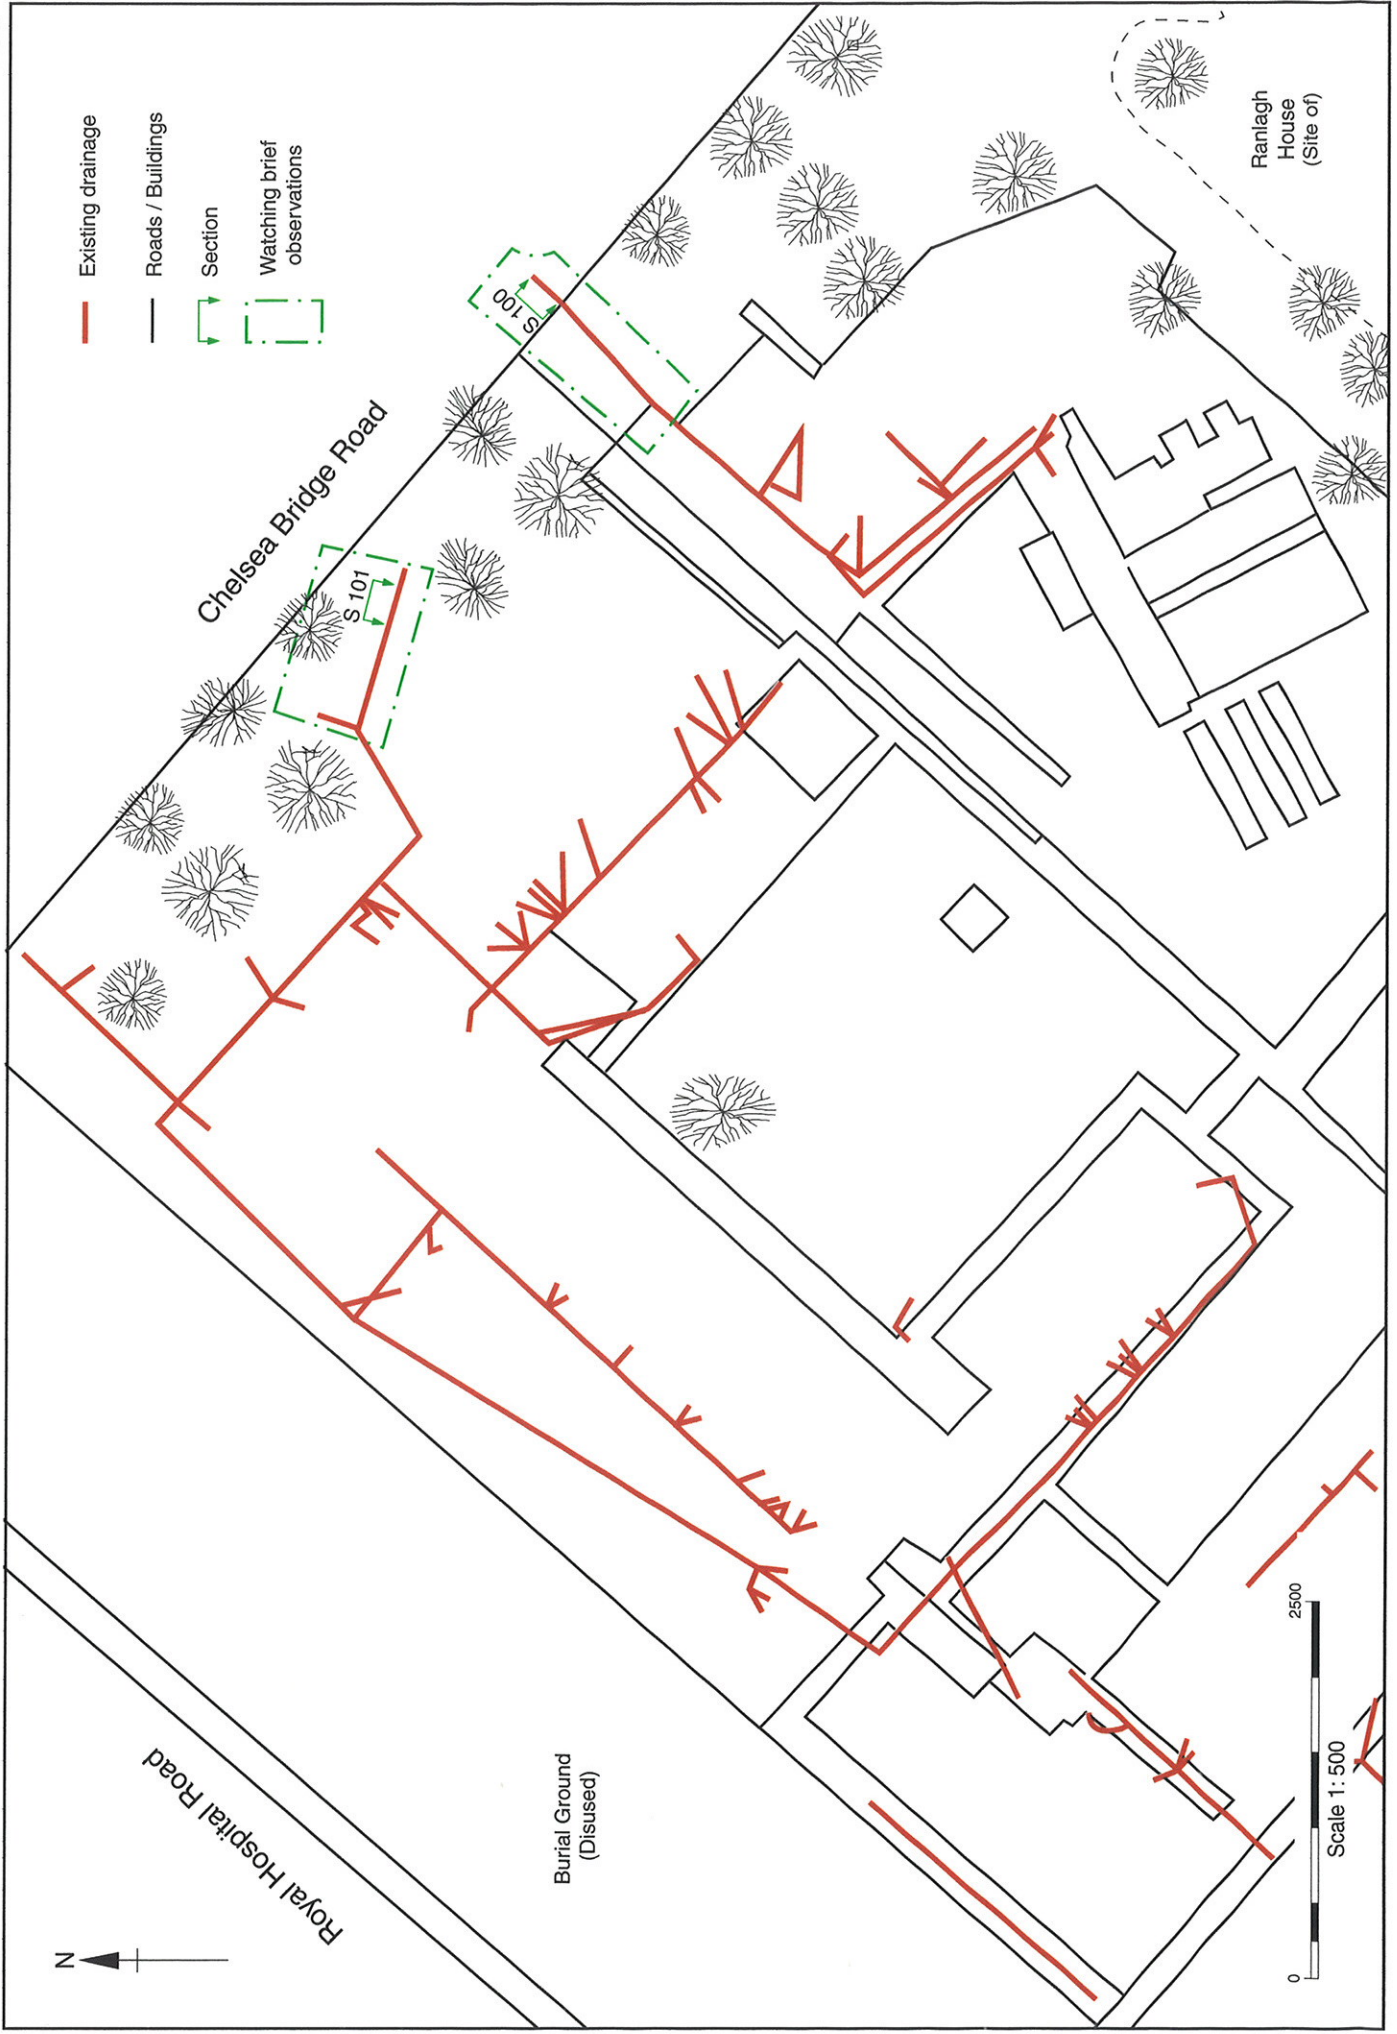 Existing drainage
Roads / Buildings
Section
Watching brief
observations
Chelsea Bridge Road
S 100
S 101
Ranlagh
House
(Site of)
Royal Hospital Road
Burial Ground
(Disused)
N
0
2500
Scale 1: 500